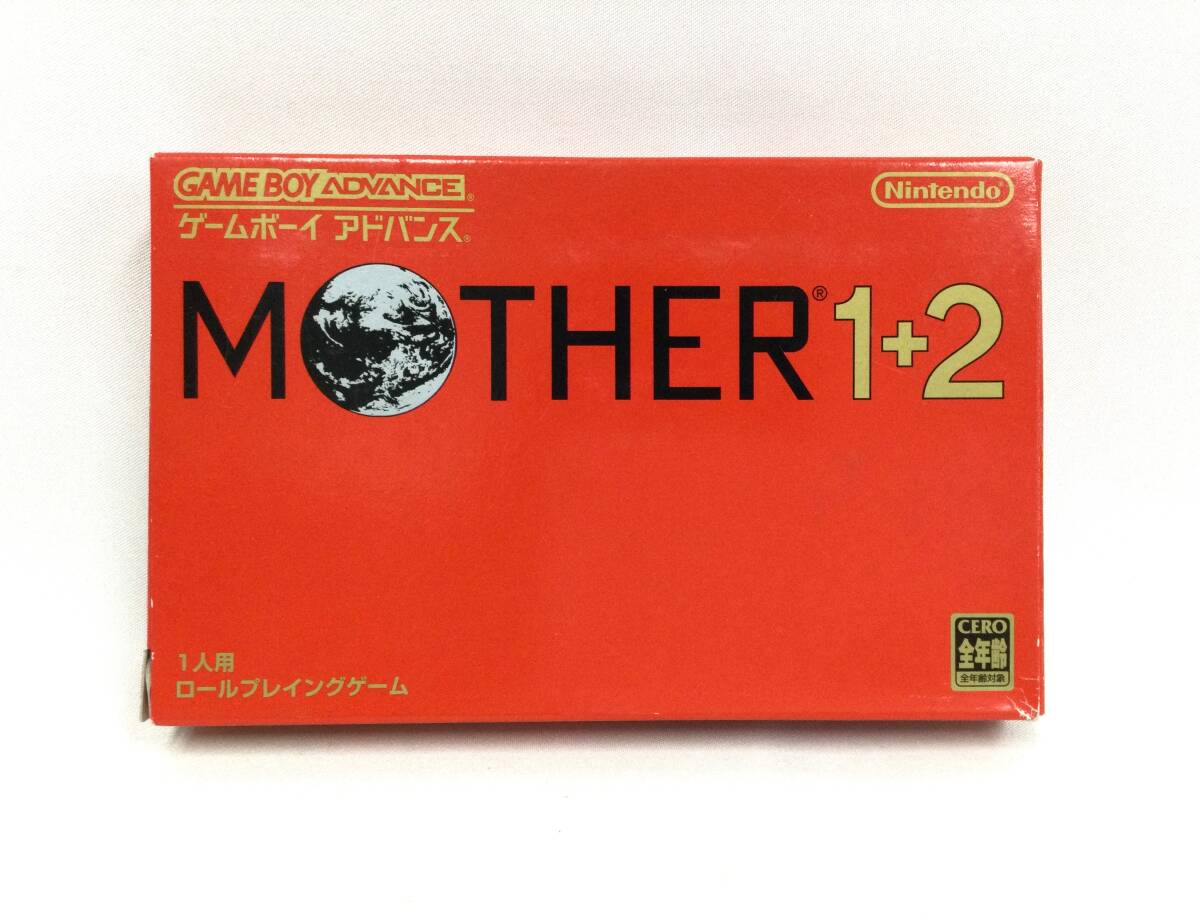 GAME BOY ADVANCE®
ゲームボーイ アドバンス®
Nintendo®
MOTHER® 1+2
1人用
ロールプレイングゲーム
CERO
全年齢
全年齢対象